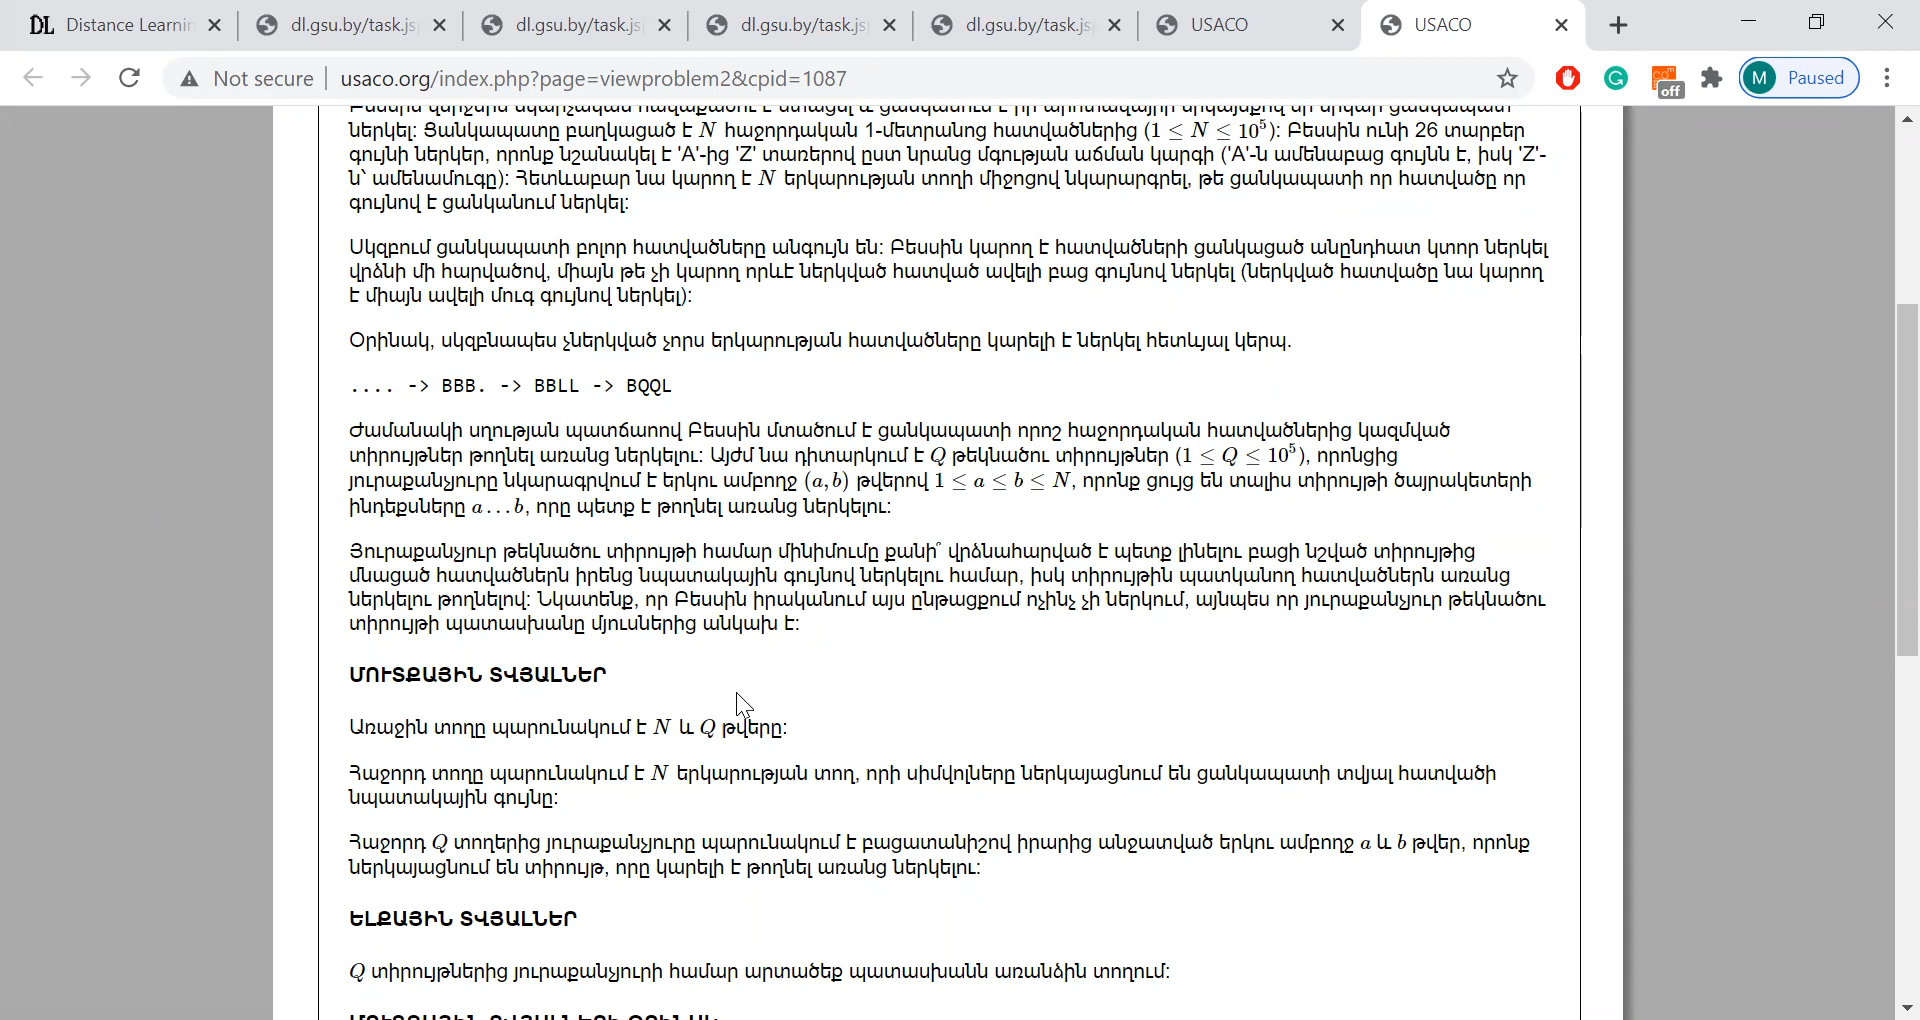 DL Distance Learnin
dl.gsu.by/task.js
dl.gsu.by/task.js
dl.gsu.by/task.js
dl.gsu.by/task.js
USACO
USACO
Not secure usaco.org/index.php?page=viewproblem2&cpid=1087
off
M Paused
ներկել: Ցանկապատը բաղկացած է N հաջորդական 1-մետրանոց հատվածներից (1 ≤ N ≤ 10⁵): Բեսսին ունի 26 տարբեր
գույնի ներկեր, որոնք նշանակել է 'A'-ից 'Z' տառերով ըստ նրանց մգության աճման կարգի ('A'-ն ամենաբաց գույնն է, իսկ 'Z'-
ն՝ ամենամուգը): Հետևաբար նա կարող է N երկարության տողի միջոցով նկարարգրել, թե ցանկապատի որ հատվածը որ
գույնով է ցանկանում ներկել:
Սկզբում ցանկապատի բոլոր հատվածները անգույն են: Բեսսին կարող է հատվածների ցանկացած անընդհատ կտոր ներկել
վրձնի մի հարվածով, միայն թե չի կարող որևէ ներկված հատված ավելի բաց գույնով ներկել (ներկված հատվածը նա կարող
է միայն ավելի մուգ գույնով ներկել):
Օրինակ, սկզբնապես չներկված չորս երկարության հատվածները կարելի է ներկել հետևյալ կերպ.
.... -> BBB. -> BBLL -> BQQL
Ժամանակի սղության պատճառով Բեսսին մտածում է ցանկապատի որոշ հաջորդական հատվածներից կազմված
տիրույթներ թողնել առանց ներկելու: Այժմ նա դիտարկում է Q թեկնածու տիրույթներ (1 ≤ Q ≤ 10⁵), որոնցից
յուրաքանչյուրը նկարագրվում է երկու ամբողջ (a, b) թվերով 1 ≤ a ≤ b ≤ N, որոնք ցույց են տալիս տիրույթի ծայրակետերի
ինդեքսները a...b, որը պետք է թողնել առանց ներկելու:
Յուրաքանչյուր թեկնածու տիրույթի համար մինիմումը քանի՞ վրձնահարված է պետք լինելու բացի նշված տիրույթից
մնացած հատվածներն իրենց նպատակային գույնով ներկելու համար, իսկ տիրույթին պատկանող հատվածներն առանց
ներկելու թողնելով: Նկատենք, որ Բեսսին իրականում այս ընթացքում ոչինչ չի ներկում, այնպես որ յուրաքանչյուր թեկնածու
տիրույթի պատասխանը մյուսներից անկախ է:
ՄՈՒՏՔԱՅԻՆ ՏՎՅԱԼՆԵՐ
Առաջին տողը պարունակում է N և Q թվերը:
Հաջորդ տողը պարունակում է N երկարության տող, որի սիմվոլները ներկայացնում են ցանկապատի տվյալ հատվածի
նպատակային գույնը:
Հաջորդ Q տողերից յուրաքանչյուրը պարունակում է բացատանիշով իրարից անջատված երկու ամբողջ a և b թվեր, որոնք
ներկայացնում են տիրույթ, որը կարելի է թողնել առանց ներկելու:
ԵԼՔԱՅԻՆ ՏՎՅԱԼՆԵՐ
Q տիրույթներից յուրաքանչյուրի համար արտածեք պատասխանն առանձին տողում: